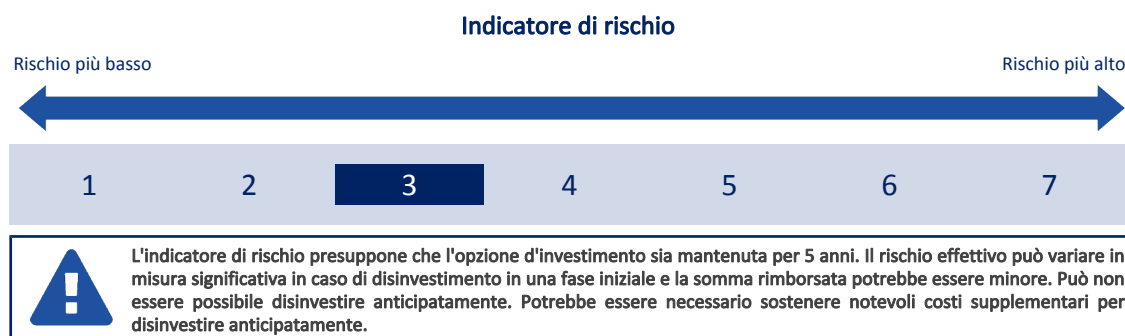 Indicatore di rischio
Rischio più basso
Rischio più alto
1 2 3 4 5 6 7
L'indicatore di rischio presuppone che l'opzione d'investimento sia mantenuta per 5 anni. Il rischio effettivo può variare in
misura significativa in caso di disinvestimento in una fase iniziale e la somma rimborsata potrebbe essere minore. Può non
essere possibile disinvestire anticipatamente. Potrebbe essere necessario sostenere notevoli costi supplementari per
disinvestire anticipatamente.